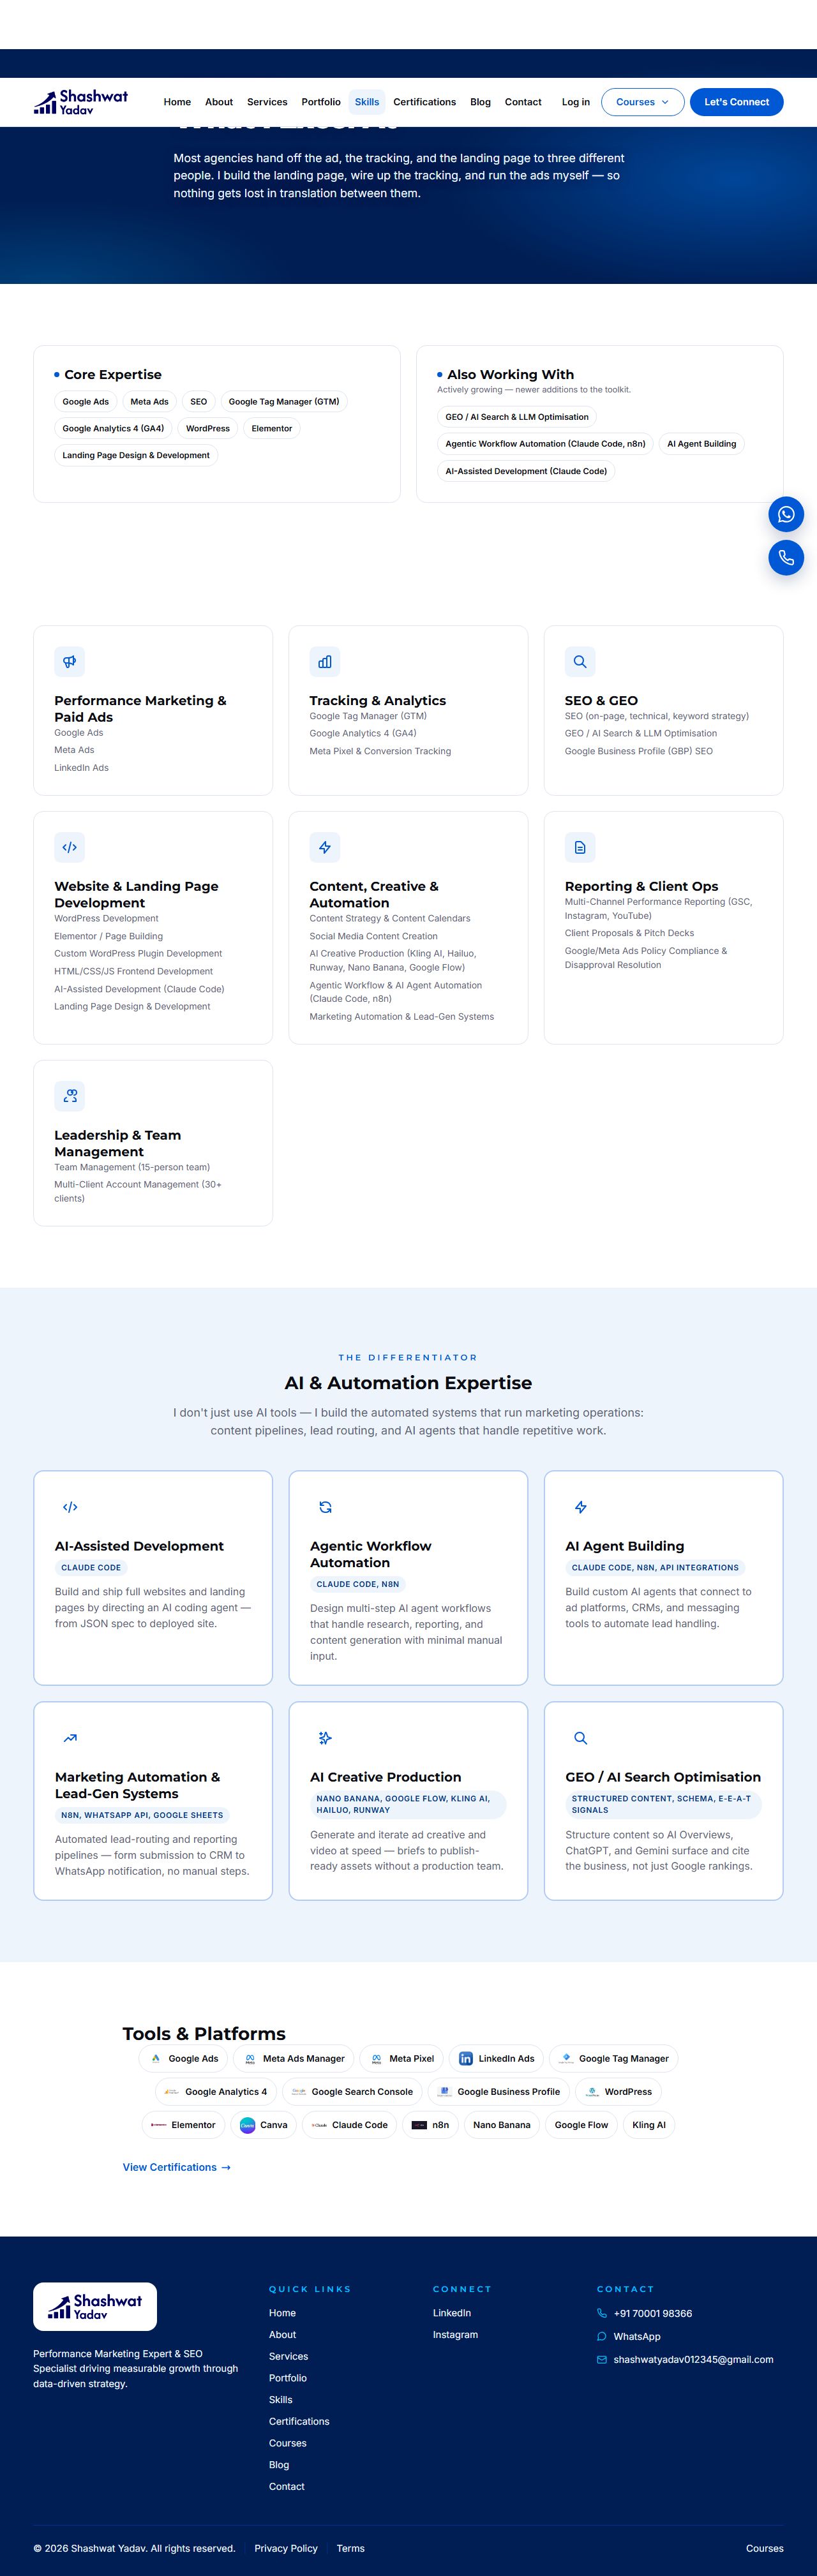 Shashwat
Yadav
Home About Services Portfolio Skills Certifications Blog Contact Log in Courses Let's Connect
Most agencies hand off the ad, the tracking, and the landing page to three different
people. I build the landing page, wire up the tracking, and run the ads myself — so
nothing gets lost in translation between them.
Core Expertise
Google Ads Meta Ads SEO Google Tag Manager (GTM)
Google Analytics 4 (GA4) WordPress Elementor
Landing Page Design & Development
Also Working With
Actively growing — newer additions to the toolkit.
GEO / AI Search & LLM Optimisation
Agentic Workflow Automation (Claude Code, n8n) AI Agent Building
AI-Assisted Development (Claude Code)
Performance Marketing &
Paid Ads
Google Ads
Meta Ads
LinkedIn Ads
Tracking & Analytics
Google Tag Manager (GTM)
Google Analytics 4 (GA4)
Meta Pixel & Conversion Tracking
SEO & GEO
SEO (on-page, technical, keyword strategy)
GEO / AI Search & LLM Optimisation
Google Business Profile (GBP) SEO
Website & Landing Page
Development
WordPress Development
Elementor / Page Building
Custom WordPress Plugin Development
HTML/CSS/JS Frontend Development
AI-Assisted Development (Claude Code)
Landing Page Design & Development
Content, Creative &
Automation
Content Strategy & Content Calendars
Social Media Content Creation
AI Creative Production (Kling AI, Hailuo,
Runway, Nano Banana, Google Flow)
Agentic Workflow & AI Agent Automation
(Claude Code, n8n)
Marketing Automation & Lead-Gen Systems
Reporting & Client Ops
Multi-Channel Performance Reporting (GSC,
Instagram, YouTube)
Client Proposals & Pitch Decks
Google/Meta Ads Policy Compliance &
Disapproval Resolution
Leadership & Team
Management
Team Management (15-person team)
Multi-Client Account Management (30+
clients)
THE DIFFERENTIATOR
AI & Automation Expertise
I don't just use AI tools — I build the automated systems that run marketing operations:
content pipelines, lead routing, and AI agents that handle repetitive work.
AI-Assisted Development
CLAUDE CODE
Build and ship full websites and landing
pages by directing an AI coding agent —
from JSON spec to deployed site.
Agentic Workflow
Automation
CLAUDE CODE, N8N
Design multi-step AI agent workflows
that handle research, reporting, and
content generation with minimal manual
input.
AI Agent Building
CLAUDE CODE, N8N, API INTEGRATIONS
Build custom AI agents that connect to
ad platforms, CRMs, and messaging
tools to automate lead handling.
Marketing Automation &
Lead-Gen Systems
N8N, WHATSAPP API, GOOGLE SHEETS
Automated lead-routing and reporting
pipelines — form submission to CRM to
WhatsApp notification, no manual steps.
AI Creative Production
NANO BANANA, GOOGLE FLOW, KLING AI,
HAILUO, RUNWAY
Generate and iterate ad creative and
video at speed — briefs to publish-
ready assets without a production team.
GEO / AI Search Optimisation
STRUCTURED CONTENT, SCHEMA, E-E-A-T
SIGNALS
Structure content so AI Overviews,
ChatGPT, and Gemini surface and cite
the business, not just Google rankings.
Tools & Platforms
Google Ads Meta Ads Manager Meta Pixel LinkedIn Ads Google Tag Manager
Google Analytics 4 Google Search Console Google Business Profile WordPress
Elementor Canva Claude Code n8n Nano Banana Google Flow Kling AI
View Certifications →
Shashwat
Yadav
Performance Marketing Expert & SEO
Specialist driving measurable growth through
data-driven strategy.
QUICK LINKS
Home
About
Services
Portfolio
Skills
Certifications
Courses
Blog
Contact
CONNECT
LinkedIn
Instagram
CONTACT
+91 70001 98366
WhatsApp
shashwatyadav012345@gmail.com
© 2026 Shashwat Yadav. All rights reserved. Privacy Policy Terms Courses